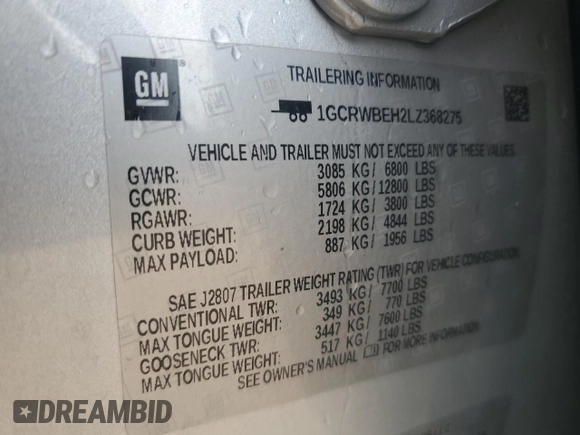 GM
TRAILERING INFORMATION
1GCRWBEH2LZ368275
VEHICLE AND TRAILER MUST NOT EXCEED ANY OF THESE VALUES.
GVWR: 3085 KG/ 6800 LBS
GCWR: 5806 KG/12800 LBS
RGAWR: 1724 KG/ 3800 LBS
CURB WEIGHT: 2198 KG/ 4844 LBS
MAX PAYLOAD: 887 KG/ 1956 LBS
SAE J2807 TRAILER WEIGHT RATING (TWR) FOR VEHICLE CONFIGURATION.
CONVENTIONAL TWR: 3493 KG/ 7700 LBS
MAX TONGUE WEIGHT: 349 KG/ 770 LBS
GOOSENECK TWR: 3447 KG/ 7600 LBS
MAX TONGUE WEIGHT: 517 KG/ 1140 LBS
SEE OWNER'S MANUAL FOR MORE INFORMATION
DREAMBID